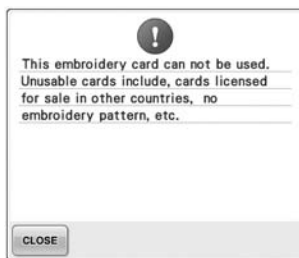 This embroidery card can not be used.
Unusable cards include, cards licensed
for sale in other countries, no
embroidery pattern, etc.
CLOSE